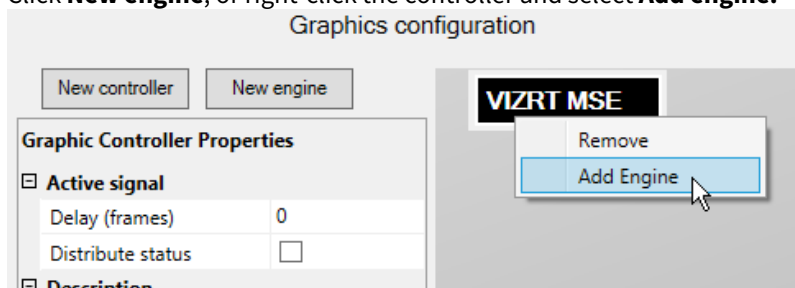 Click New engine, or right-click the controller and select Add engine.
Graphics configuration
New controller
New engine
VIZRT MSE
Remove
Add Engine
Graphic Controller Properties
Active signal
Delay (frames) 0
Distribute status
Description